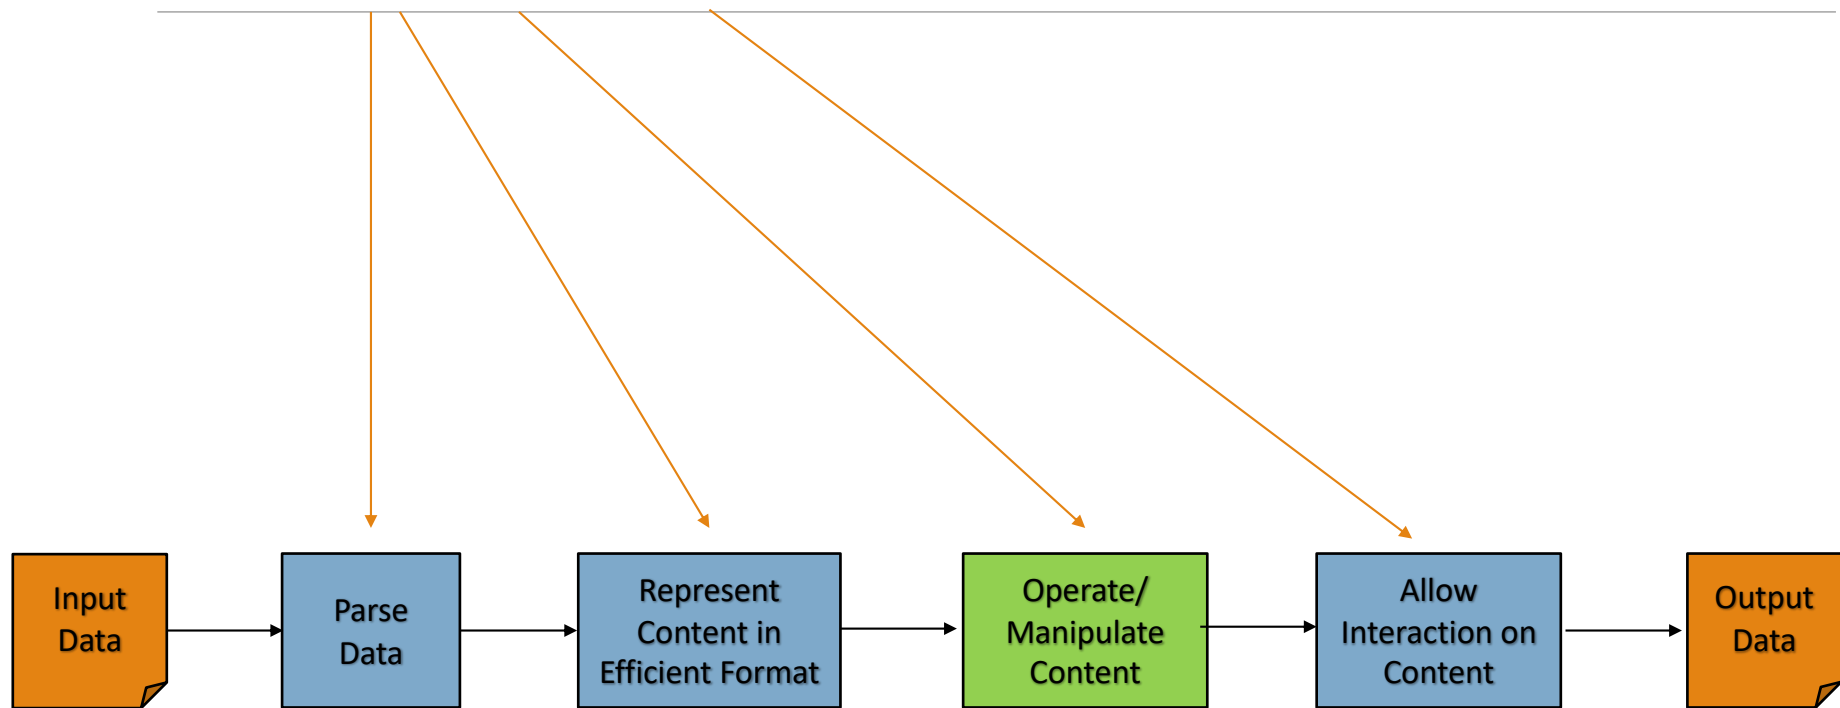 Input
Data
Parse
Data
Represent
Content in
Efficient Format
Operate/
Manipulate
Content
Allow
Interaction on
Content
Output
Data